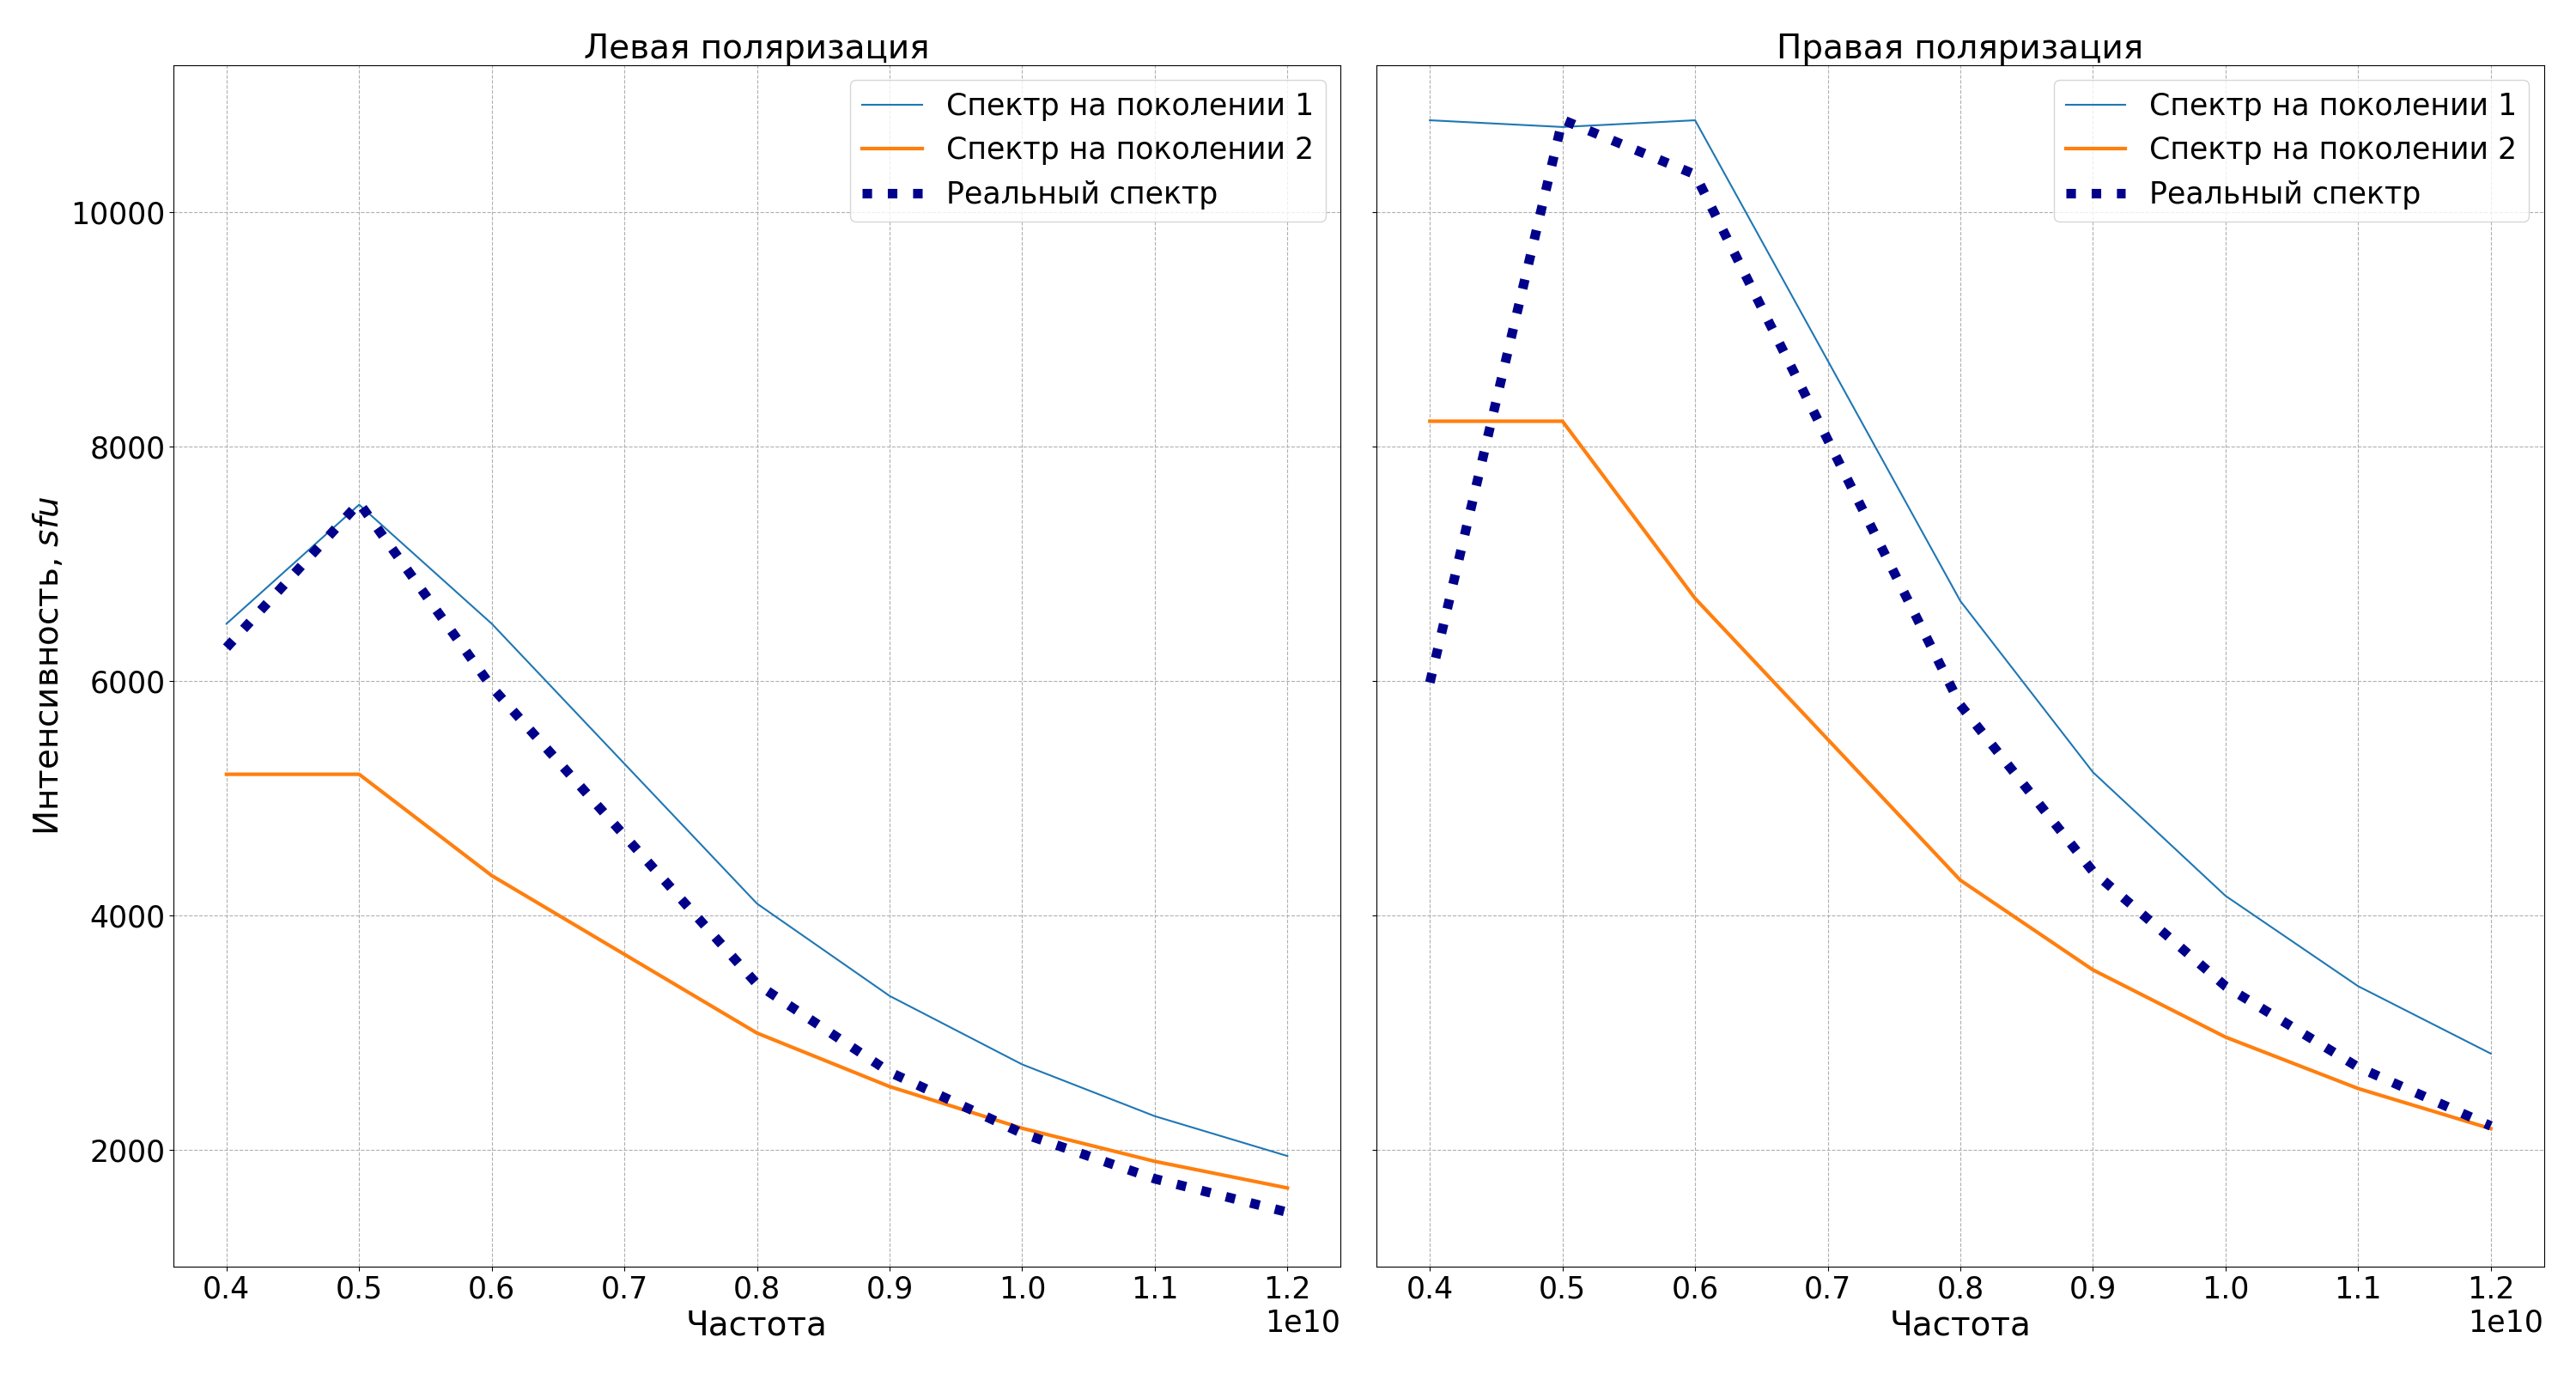 Левая поляризация
Спектр на поколении 1
Спектр на поколении 2
Реальный спектр
Интенсивность, sfu
10000
8000
6000
4000
2000
0.4 0.5 0.6 0.7 0.8 0.9 1.0 1.1 1.2
Частота
1e10
Правая поляризация
Спектр на поколении 1
Спектр на поколении 2
Реальный спектр
0.4 0.5 0.6 0.7 0.8 0.9 1.0 1.1 1.2
Частота
1e10